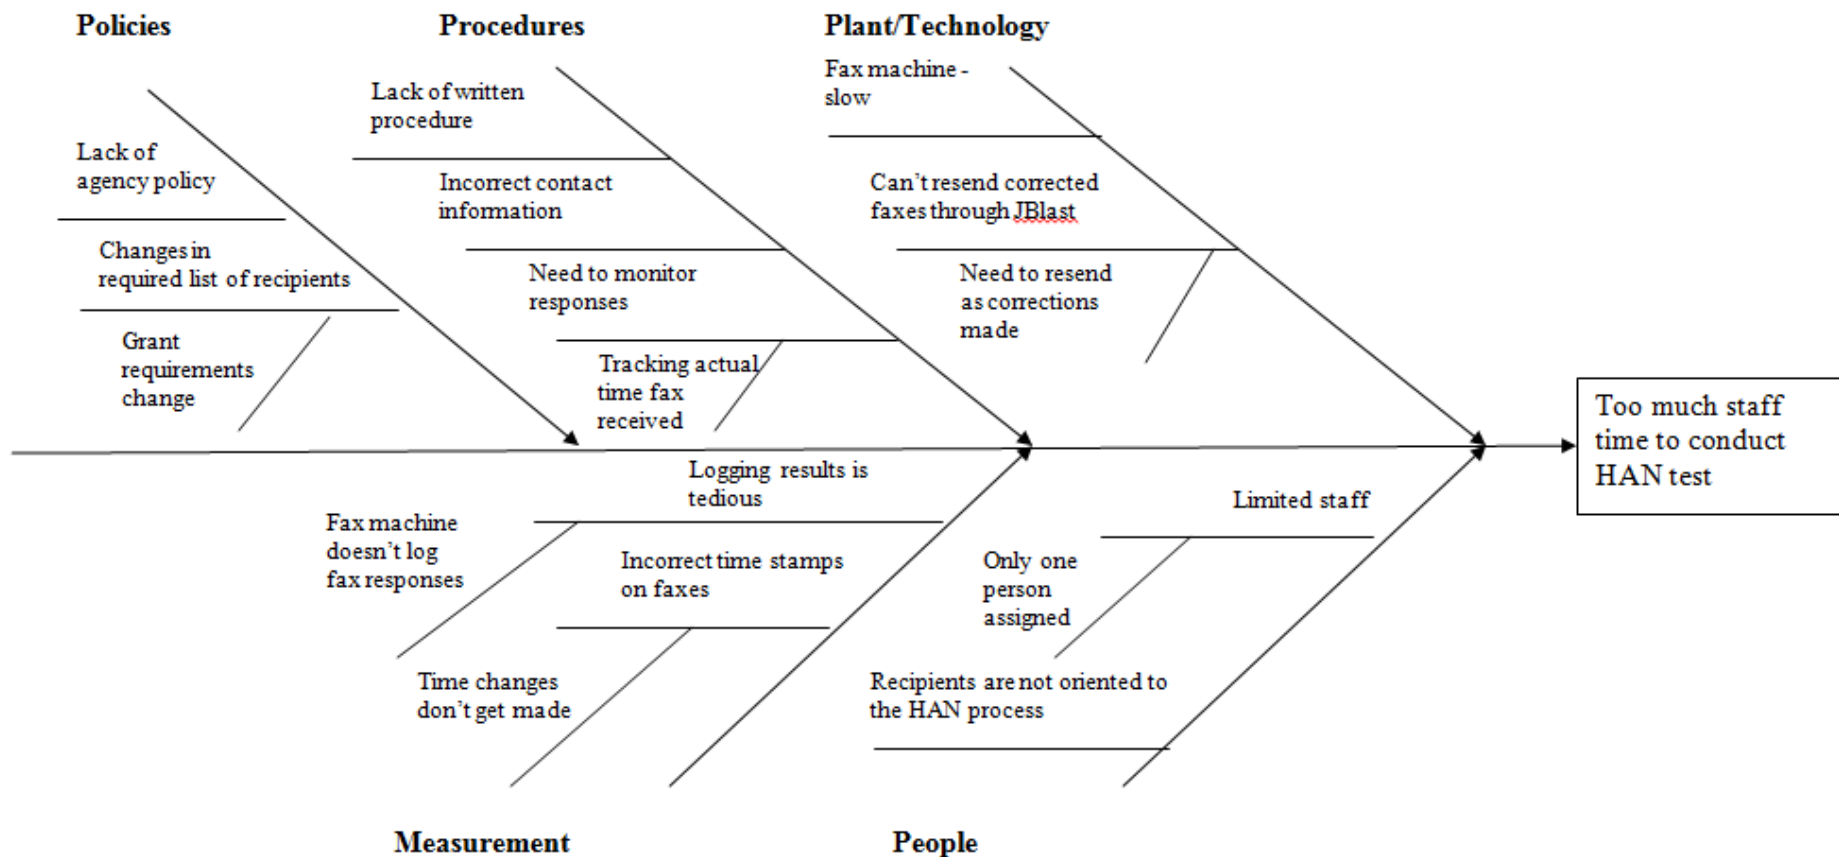 Policies
Procedures
Plant/Technology
Fax machine -
slow
Lack of written
procedure
Lack of
agency policy
Incorrect contact
information
Can't resend corrected
faxes through JBlast
Changes in
required list of recipients
Need to monitor
responses
Need to resend
as corrections
made
Grant
requirements
change
Tracking actual
time fax
received
Too much staff
time to conduct
HAN test
Logging results is
tedious
Limited staff
Fax machine
doesn't log
fax responses
Incorrect time stamps
on faxes
Only one
person
assigned
Time changes
don't get made
Recipients are not oriented to
the HAN process
Measurement
People